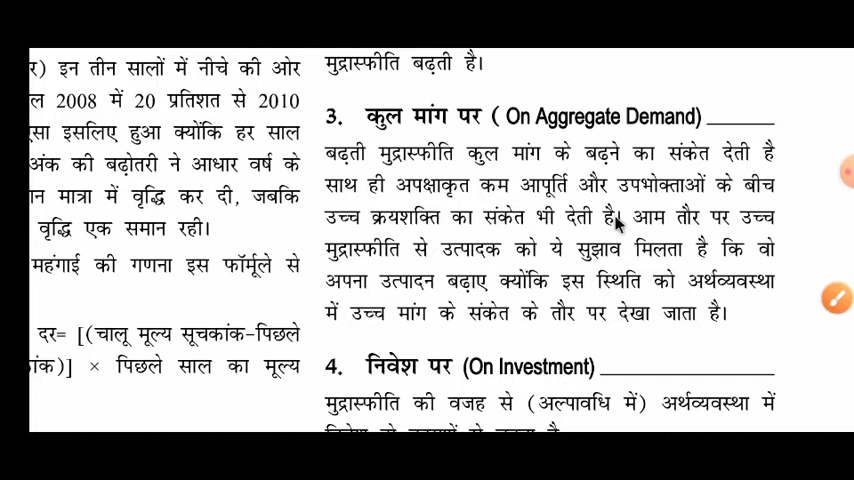 र) इन तीन सालों में नीचे की ओर
ल 2008 में 20 प्रतिशत से 2010
एसा इसलिए हुआ क्योंकि हर साल
अंक की बढ़ोतरी ने आधार वर्ष के
ान मात्रा में वृद्धि कर दी, जबकि
वृद्धि एक समान रही।
महंगाई की गणना इस फॉर्मूले से
दर= [(चालू मूल्य सूचकांक-पिछले
ांक)] × पिछले साल का मूल्य
मुद्रास्फीति बढ़ती है।
3. कुल मांग पर ( On Aggregate Demand)
बढ़ती मुद्रास्फीति कुल मांग के बढ़ने का संकेत देती है
साथ ही अपक्षाकृत कम आपूर्ति और उपभोक्ताओं के बीच
उच्च क्रयशक्ति का संकेत भी देती है। आम तौर पर उच्च
मुद्रास्फीति से उत्पादक को ये सुझाव मिलता है कि वो
अपना उत्पादन बढ़ाए क्योंकि इस स्थिति को अर्थव्यवस्था
में उच्च मांग के संकेत के तौर पर देखा जाता है।
4. निवेश पर (On Investment)
मुद्रास्फीति की वजह से (अल्पावधि में) अर्थव्यवस्था में